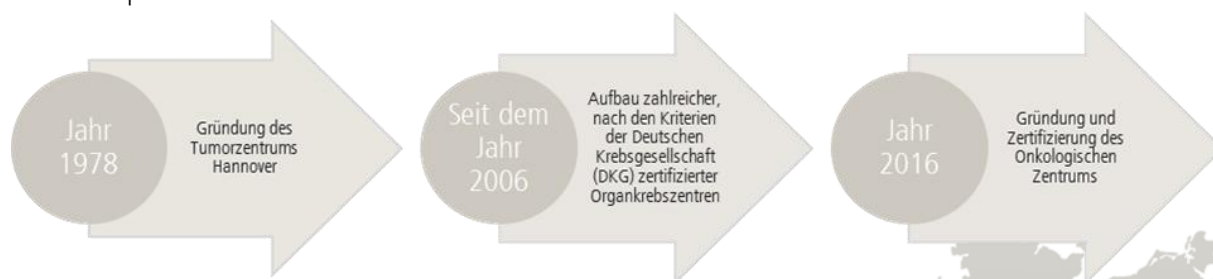 Jahr
1978
Gründung des
Tumorzentrums
Hannover
Seit dem
Jahr
2006
Aufbau zahlreicher,
nach den Kriterien
der Deutschen
Krebsgesellschaft
(DKG) zertifizierter
Organkrebszentren
Jahr
2016
Gründung und
Zertifizierung des
Onkologischen
Zentrums